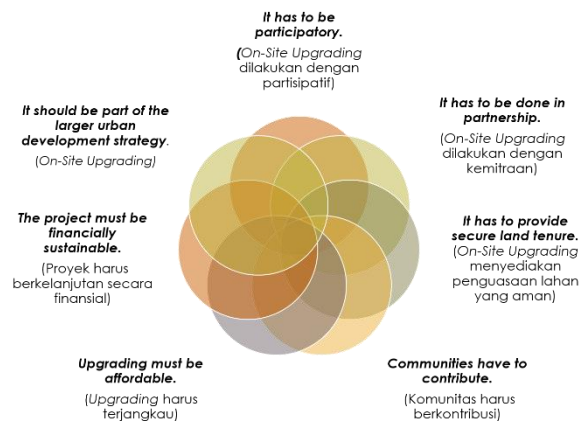 It has to be
participatory.
(On-Site Upgrading
dilakukan dengan
partisipatif)
It has to be done in
partnership.
(On-Site Upgrading
dilakukan dengan
kemitraan)
It has to provide
secure land tenure.
(On-Site Upgrading
menyediakan
penguasaan lahan
yang aman)
Communities have to
contribute.
(Komunitas harus
berkontribusi)
Upgrading must be
affordable.
(Upgrading harus
terjangkau)
The project must be
financially
sustainable.
(Proyek harus
berkelanjutan secara
finansial)
It should be part of the
larger urban
development strategy.
(On-Site Upgrading)